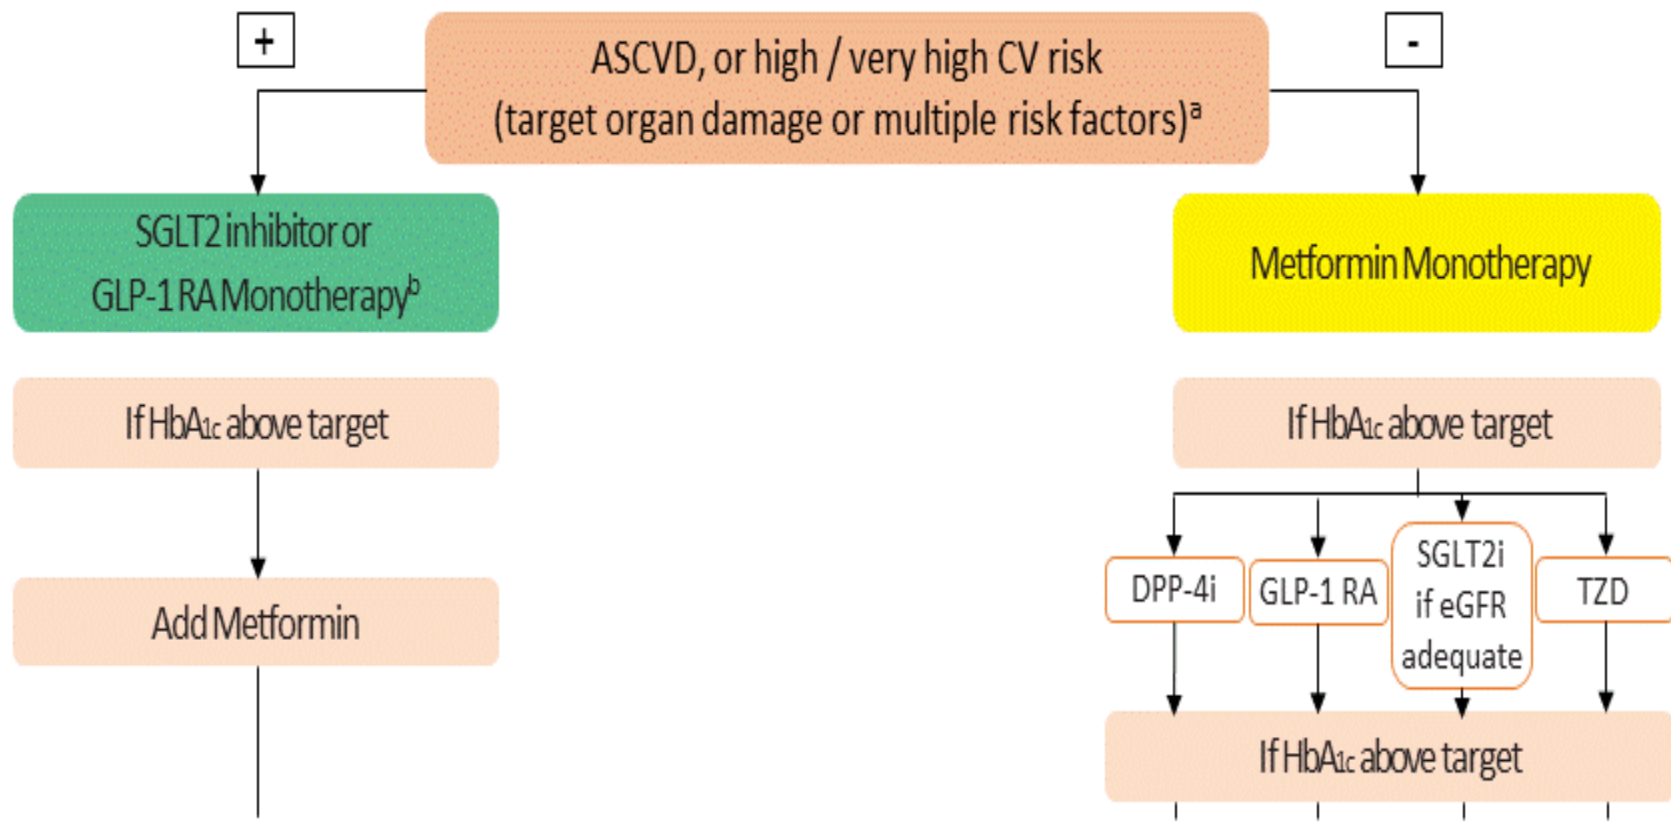 +
ASCVD, or high / very high CV risk
(target organ damage or multiple risk factors)ᵃ
-
SGLT2 inhibitor or
GLP-1 RA Monotherapyᵇ
Metformin Monotherapy
If HbA1c above target
If HbA1c above target
DPP-4i
GLP-1 RA
SGLT2i
if eGFR
adequate
TZD
Add Metformin
If HbA1c above target